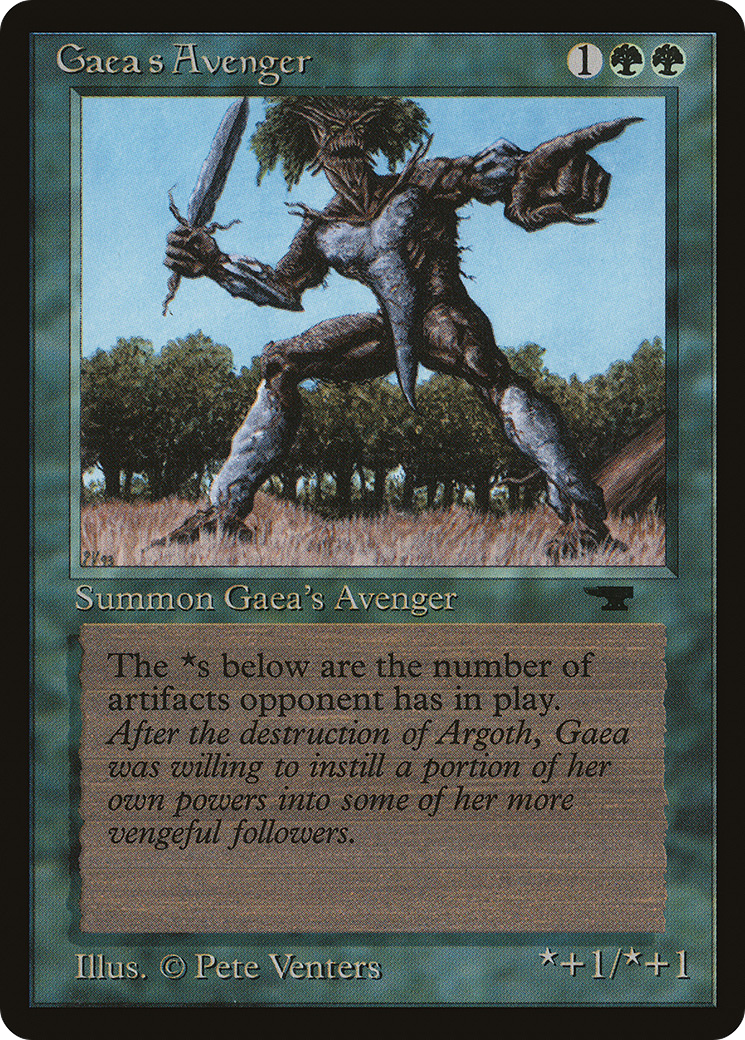 Gaea's Avenger
1
Summon Gaea's Avenger
The *s below are the number of
artifacts opponent has in play.
After the destruction of Argoth, Gaea
was willing to instill a portion of her
own powers into some of her more
vengeful followers.
Illus. © Pete Venters
*+1/*+1